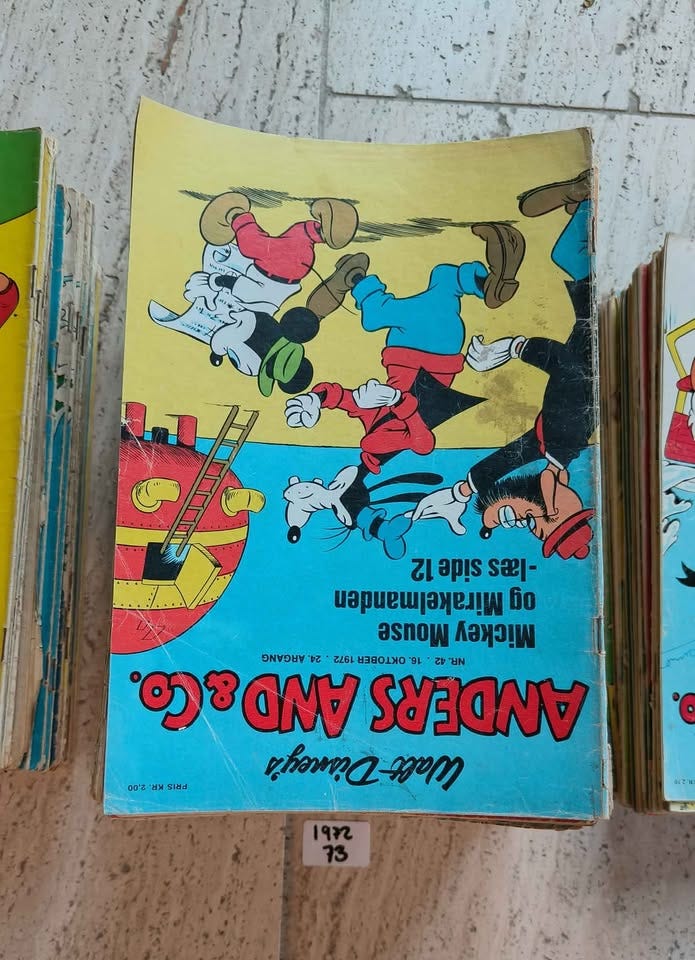 PRIS KR. 2.00
Walt Disney's
ANDERS AND & Co.
NR. 42 . 16. OKTOBER 1972 . 24. ÅRGANG
Mickey Mouse
og Mirakelmanden
-læs side 12
1972
73